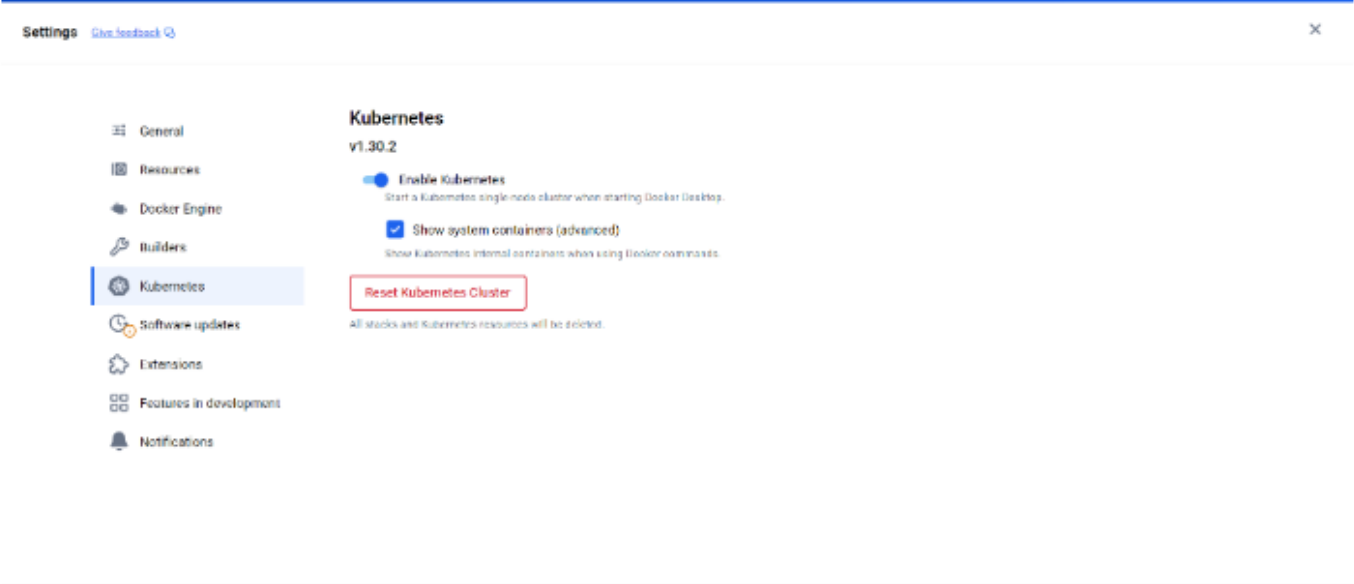 Settings Give feedback
General
Resources
Docker Engine
Builders
Kubernetes
Software updates
Extensions
Features in development
Notifications
Kubernetes
v1.30.2
Enable Kubernetes
Start a Kubernetes single-node cluster when starting Docker Desktop.
Show system containers (advanced)
Show Kubernetes internal containers when using Docker commands.
Reset Kubernetes Cluster
All stacks and Kubernetes resources will be deleted.